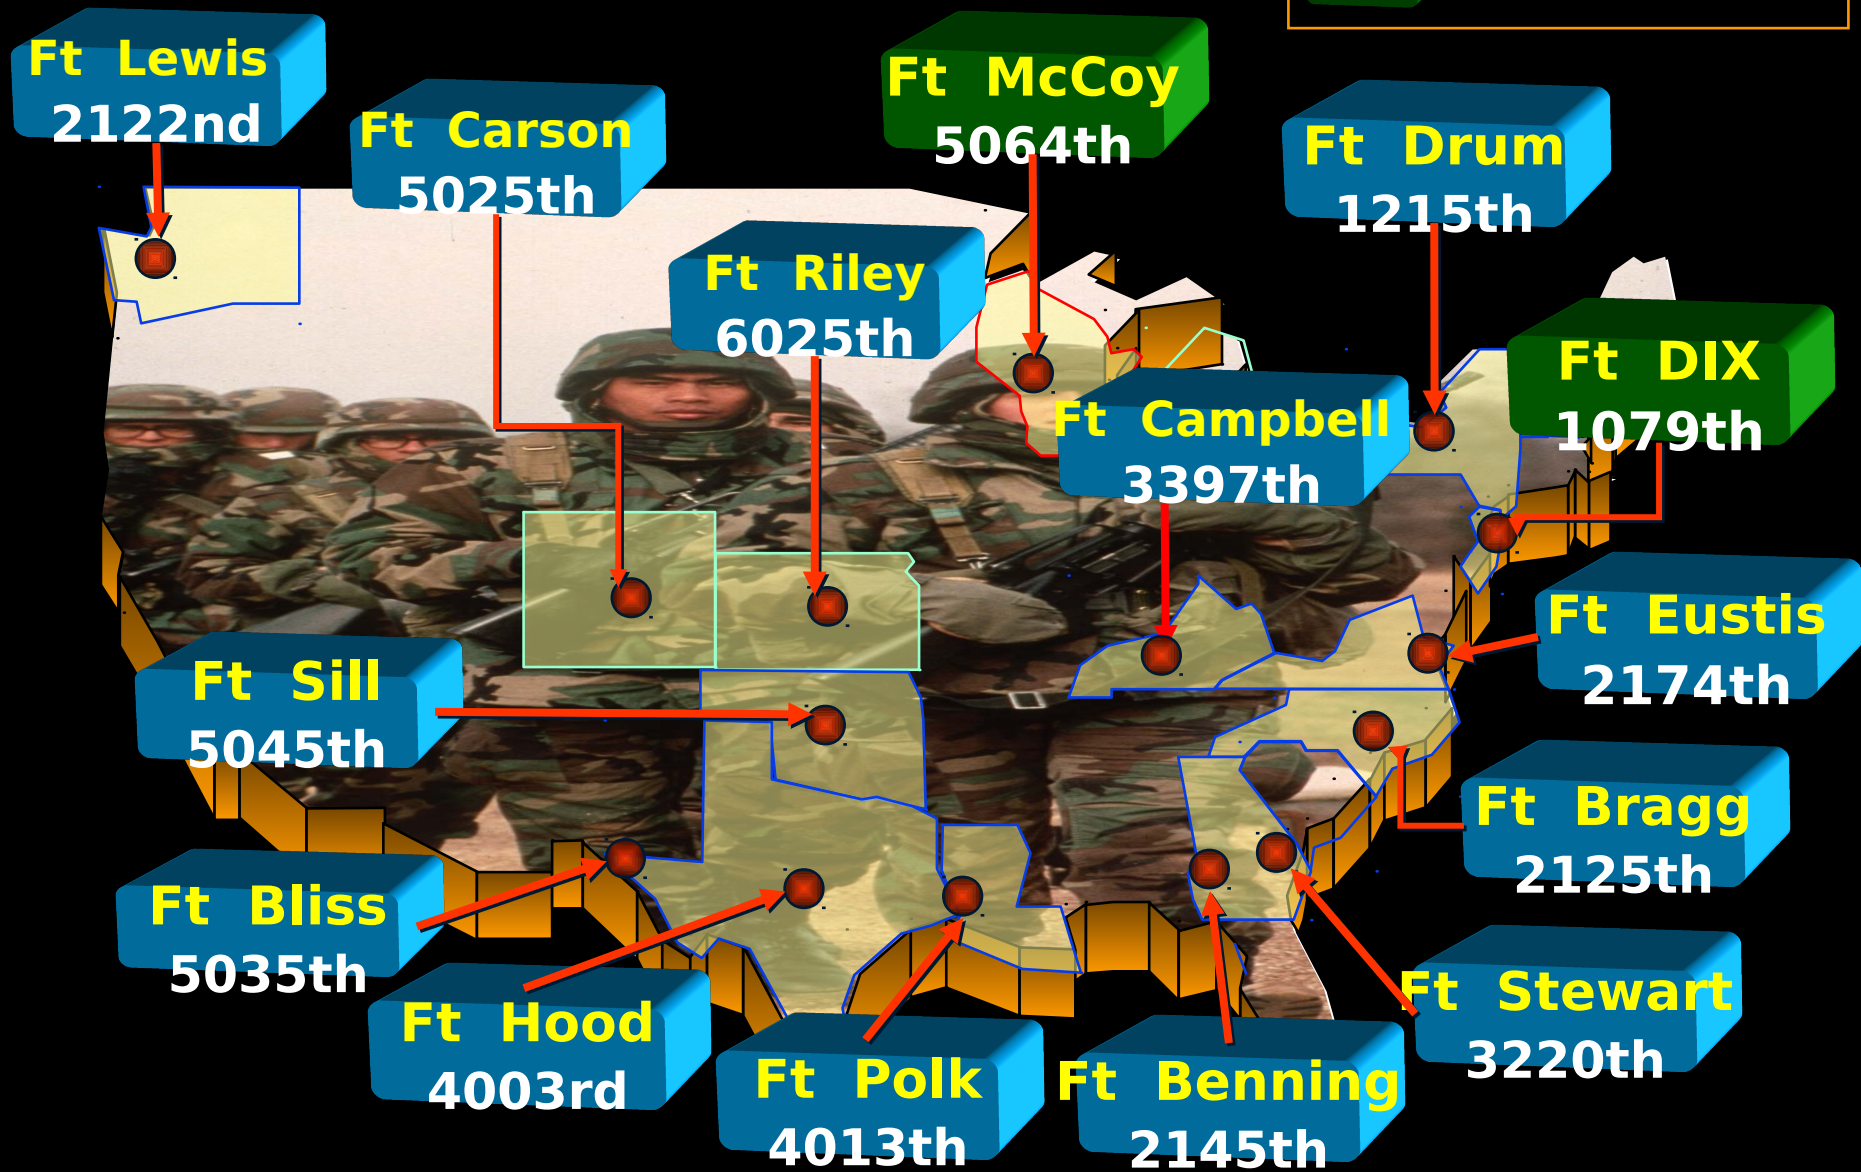 Ft Lewis
2122nd
Ft Carson
5025th
Ft McCoy
5064th
Ft Drum
1215th
Ft Riley
6025th
Ft DIX
1079th
Ft Campbell
3397th
Ft Eustis
2174th
Ft Sill
5045th
Ft Bragg
2125th
Ft Bliss
5035th
Ft Stewart
3220th
Ft Hood
4003rd
Ft Polk
4013th
Ft Benning
2145th